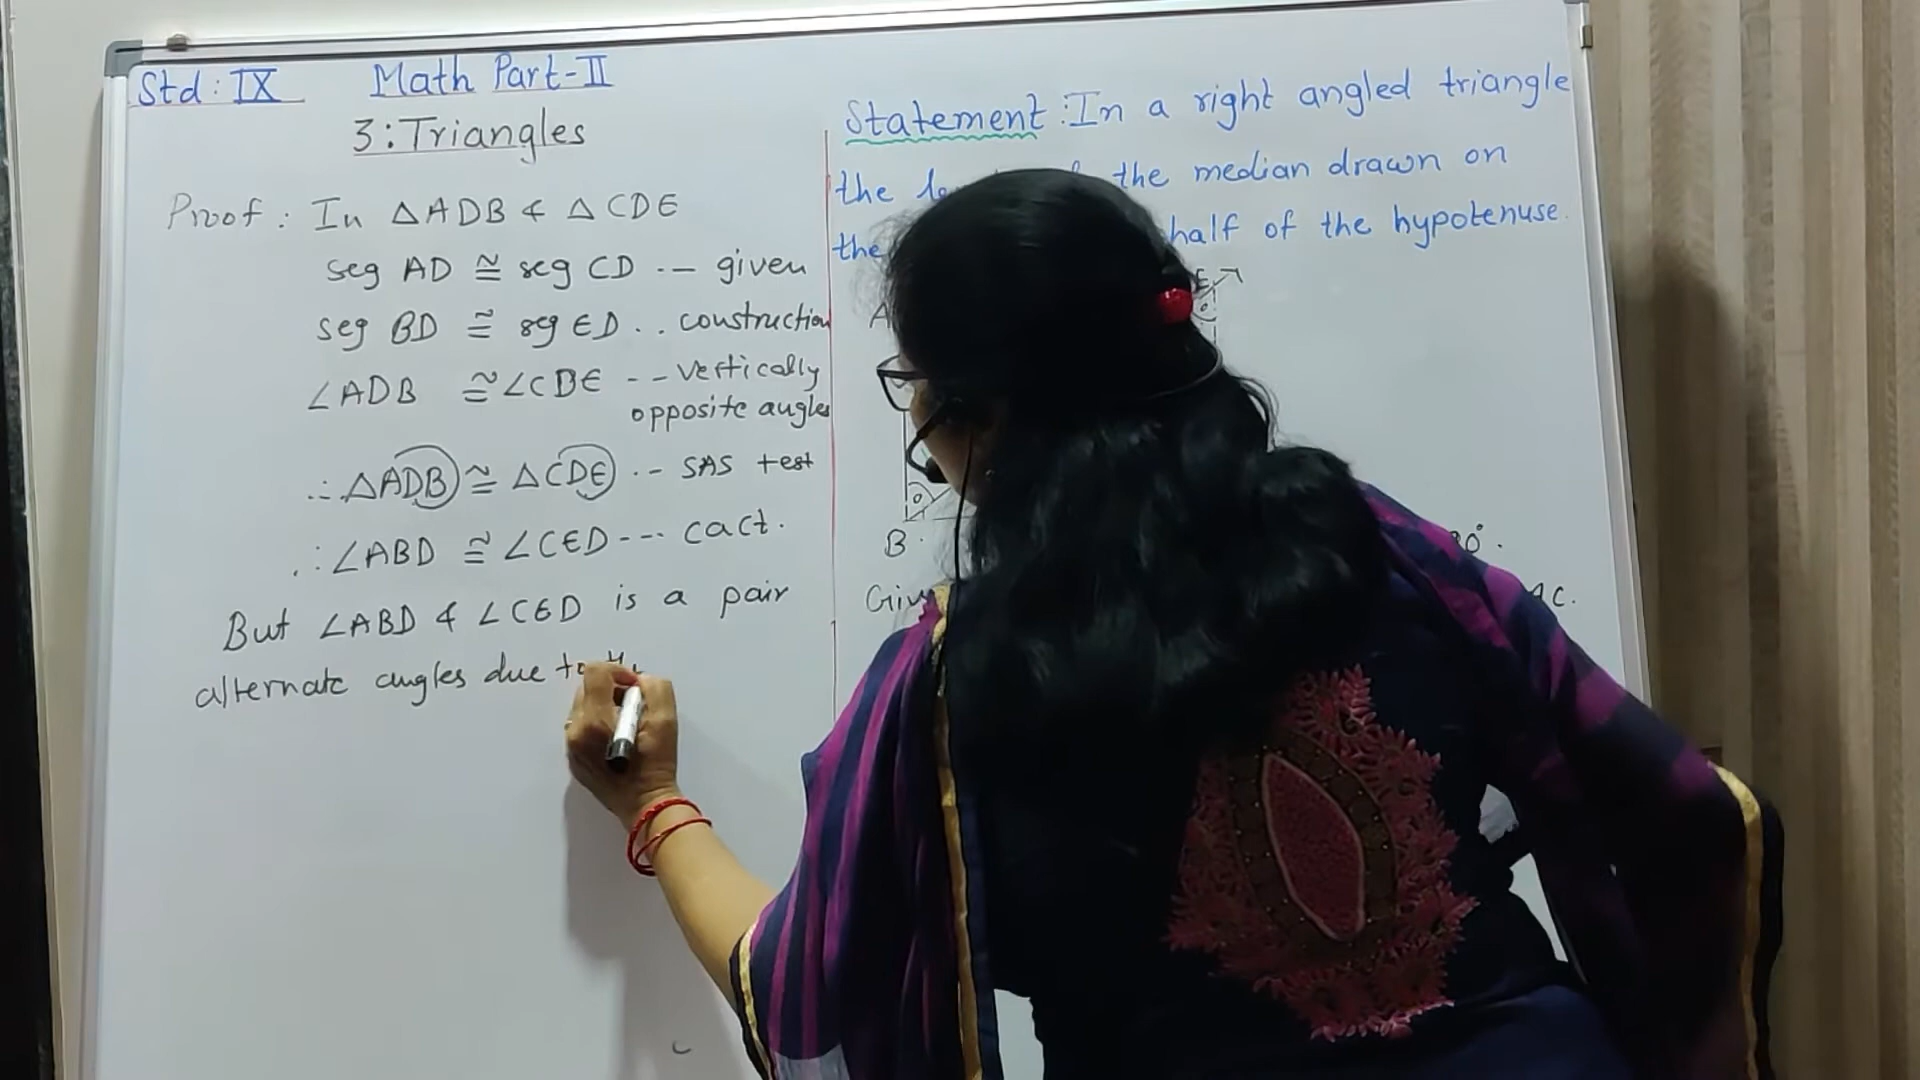 Std : IX Math Part-II
3:Triangles
Proof : In △ADB & △CDE
seg AD ≅ seg CD .-- given
seg BD ≅ seg ED . . construction
∠ADB ≅ ∠CDE -- vertically
opposite angles
∴ △ADB ≅ △CDE .-- SAS test
∴ ∠ABD ≅ ∠CED --- cact.
But ∠ABD & ∠CED is a pair
alternate angles due to
Statement : In a right angled triangle
the the median drawn on
the half of the hypotenuse.
A E
B